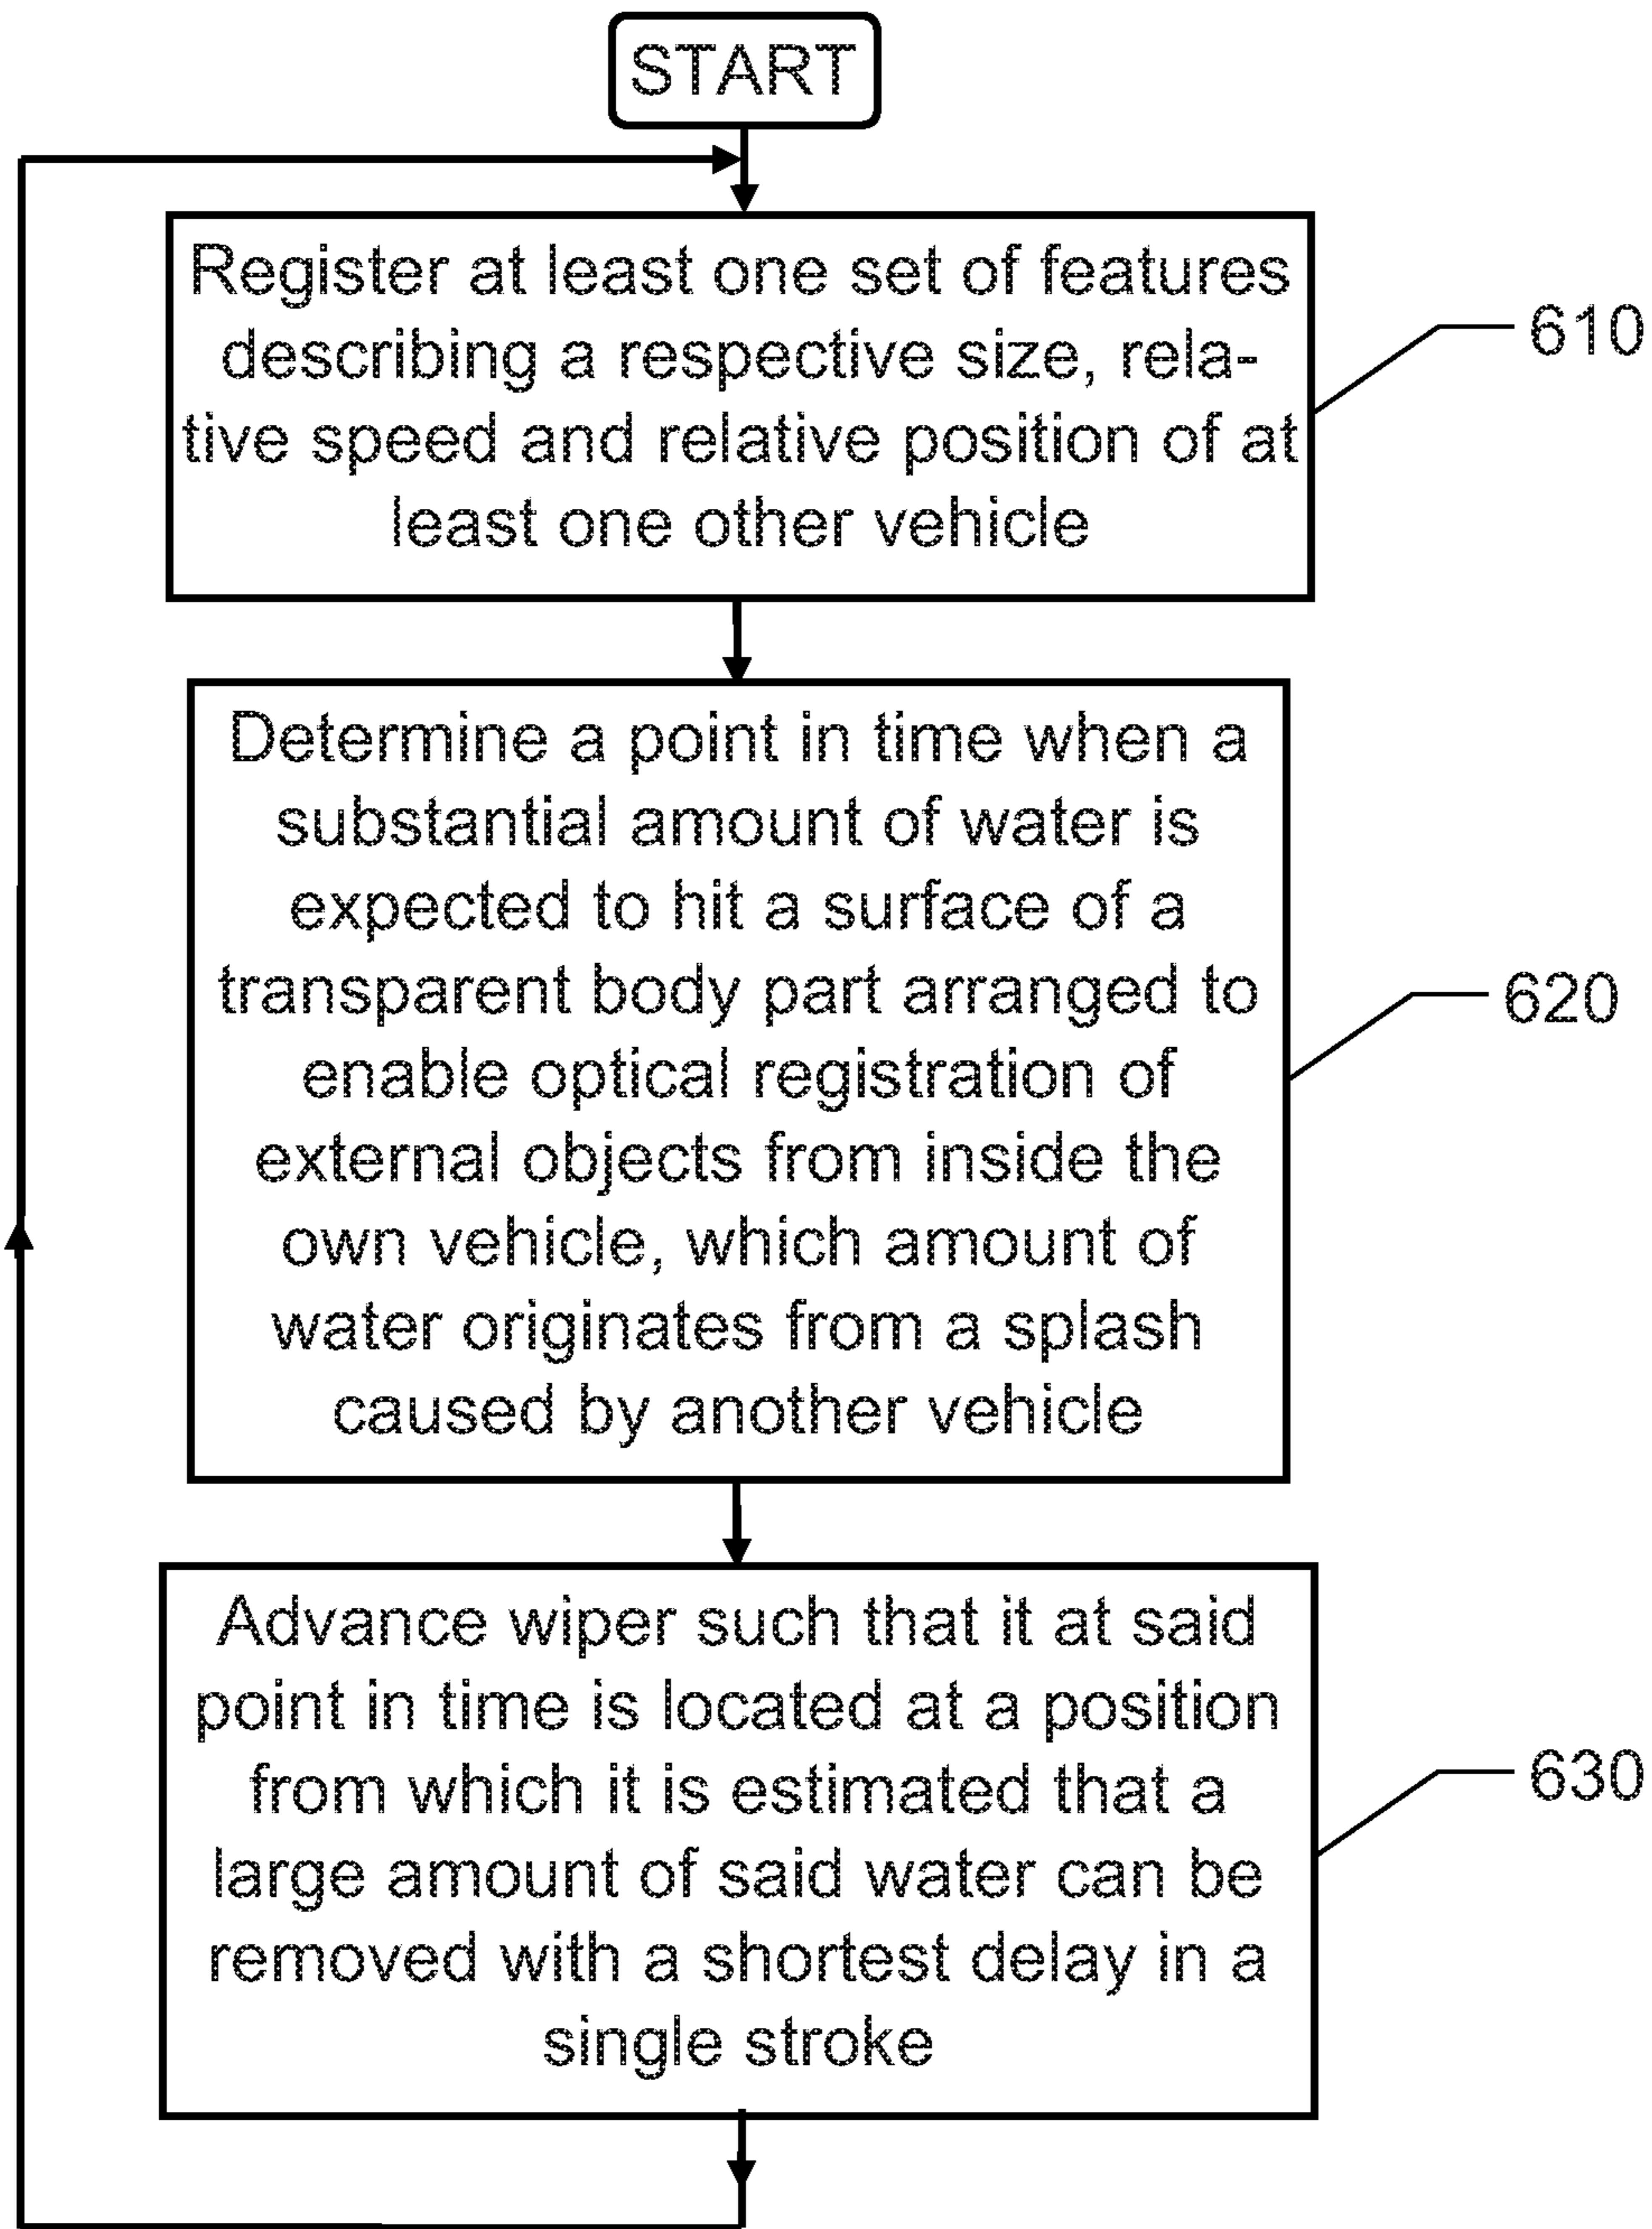 START
Register at least one set of features
describing a respective size, rela-
tive speed and relative position of at
least one other vehicle
610
Determine a point in time when a
substantial amount of water is
expected to hit a surface of a
transparent body part arranged to
enable optical registration of
external objects from inside the
own vehicle, which amount of
water originates from a splash
caused by another vehicle
620
Advance wiper such that it at said
point in time is located at a position
from which it is estimated that a
large amount of said water can be
removed with a shortest delay in a
single stroke
630